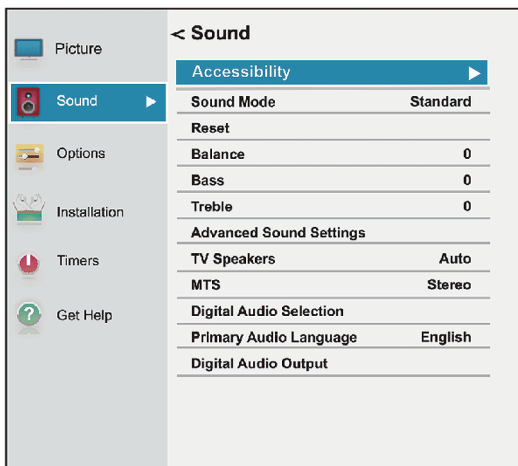 Picture
Sound
Options
Installation
Timers
Get Help
< Sound
Accessibility
Sound Mode Standard
Reset
Balance 0
Bass 0
Treble 0
Advanced Sound Settings
TV Speakers Auto
MTS Stereo
Digital Audio Selection
Primary Audio Language English
Digital Audio Output